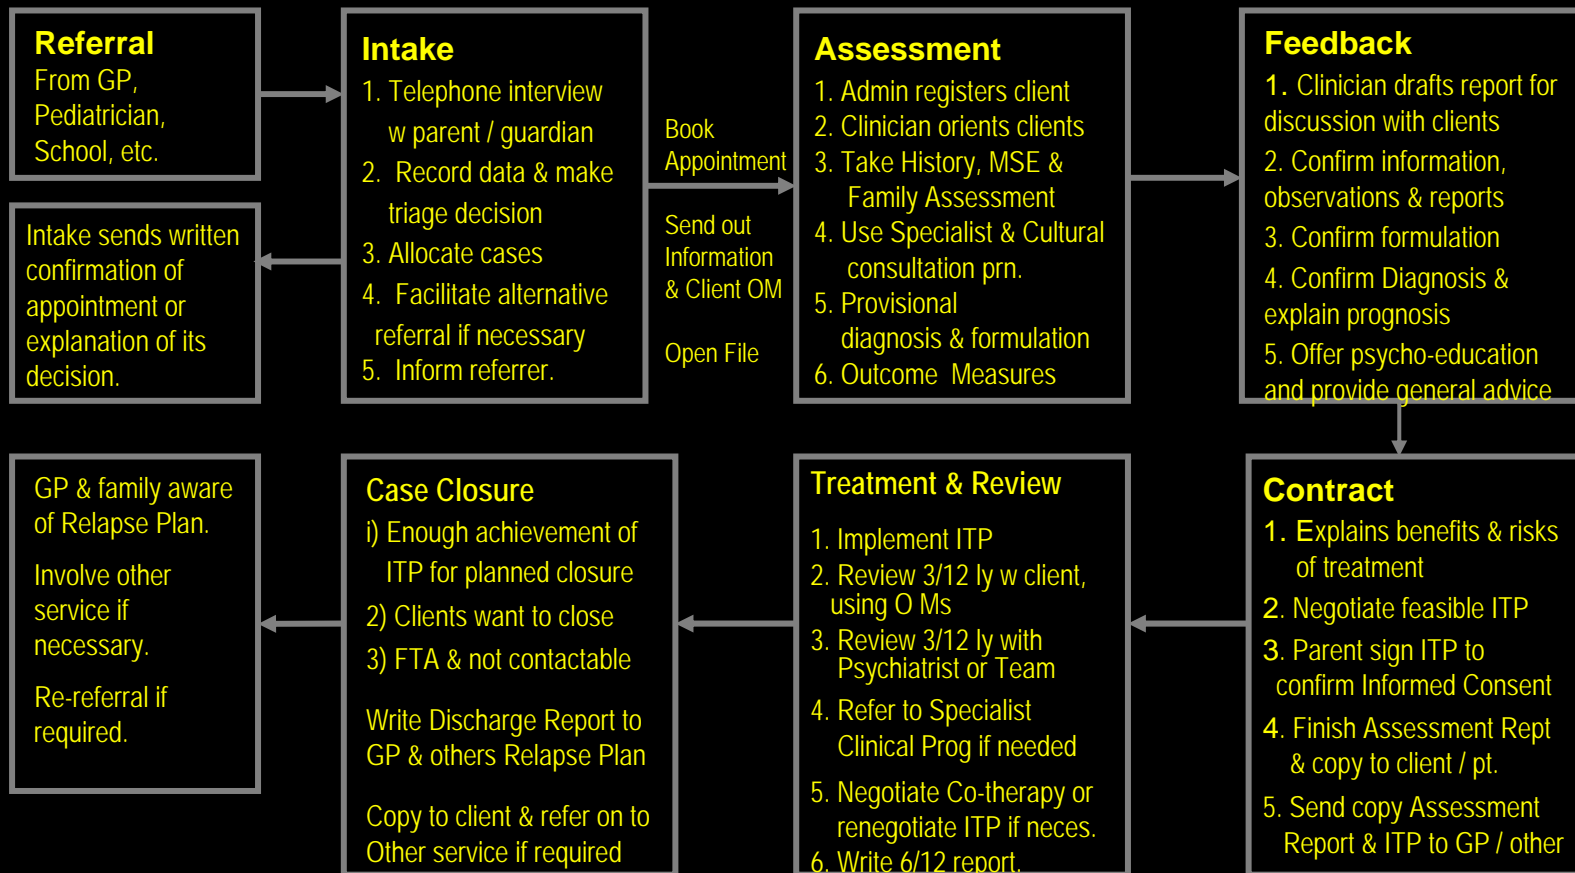 Referral
From GP,
Pediatrician,
School, etc.
Intake
1. Telephone interview
w parent / guardian
2. Record data & make
triage decision
3. Allocate cases
4. Facilitate alternative
referral if necessary
5. Inform referrer.
Book
Appointment
Send out
Information
& Client OM
Open File
Assessment
1. Admin registers client
2. Clinician orients clients
3. Take History, MSE &
Family Assessment
4. Use Specialist & Cultural
consultation prn.
5. Provisional
diagnosis & formulation
6. Outcome Measures
Feedback
1. Clinician drafts report for
discussion with clients
2. Confirm information,
observations & reports
3. Confirm formulation
4. Confirm Diagnosis &
explain prognosis
5. Offer psycho-education
and provide general advice
Intake sends written
confirmation of
appointment or
explanation of its
decision.
GP & family aware
of Relapse Plan.
Involve other
service if
necessary.
Re-referral if
required.
Case Closure
i) Enough achievement of
ITP for planned closure
2) Clients want to close
3) FTA & not contactable
Write Discharge Report to
GP & others Relapse Plan
Copy to client & refer on to
Other service if required
Treatment & Review
1. Implement ITP
2. Review 3/12 ly w client,
using O Ms
3. Review 3/12 ly with
Psychiatrist or Team
4. Refer to Specialist
Clinical Prog if needed
5. Negotiate Co-therapy or
renegotiate ITP if neces.
6. Write 6/12 report.
Contract
1. Explains benefits & risks
of treatment
2. Negotiate feasible ITP
3. Parent sign ITP to
confirm Informed Consent
4. Finish Assessment Rept
& copy to client / pt.
5. Send copy Assessment
Report & ITP to GP / other